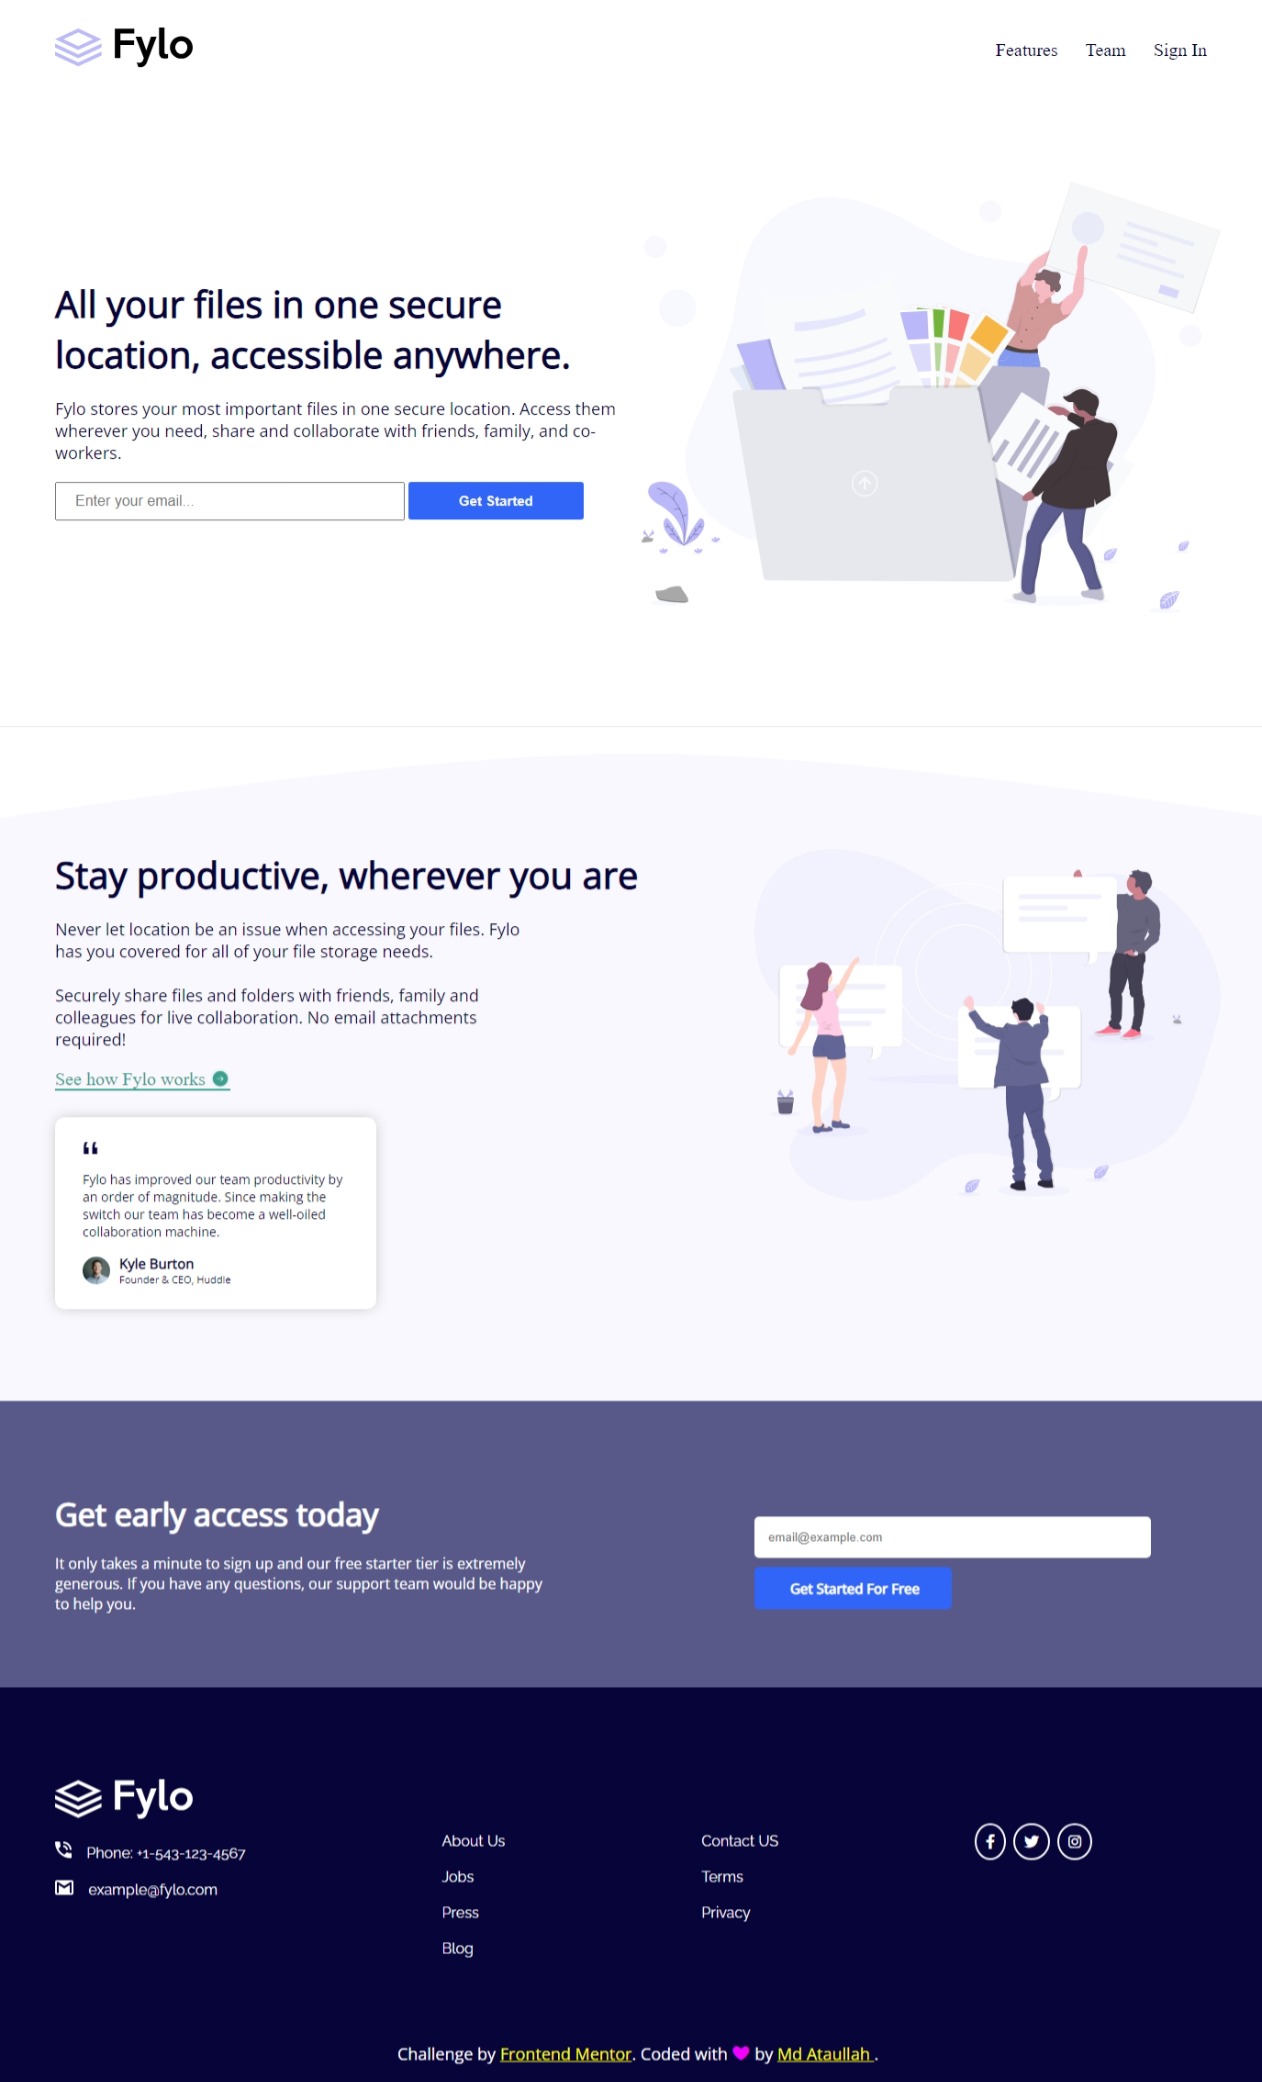 Fylo
Features
Team
Sign In
All your files in one secure
location, accessible anywhere.
Fylo stores your most important files in one secure location. Access them
wherever you need, share and collaborate with friends, family, and co-
workers.
Enter your email...
Get Started
Stay productive, wherever you are
Never let location be an issue when accessing your files. Fylo
has you covered for all of your file storage needs.
Securely share files and folders with friends, family and
colleagues for live collaboration. No email attachments
required!
See how Fylo works
“
Fylo has improved our team productivity by
an order of magnitude. Since making the
switch our team has become a well-oiled
collaboration machine.
Kyle Burton
Founder & CEO, Huddle
Get early access today
It only takes a minute to sign up and our free starter tier is extremely
generous. If you have any questions, our support team would be happy
to help you.
email@example.com
Get Started For Free
Fylo
Phone: +1-543-123-4567
example@fylo.com
About Us
Jobs
Press
Blog
Contact US
Terms
Privacy
Challenge by Frontend Mentor. Coded with 💜 by Md Ataullah .